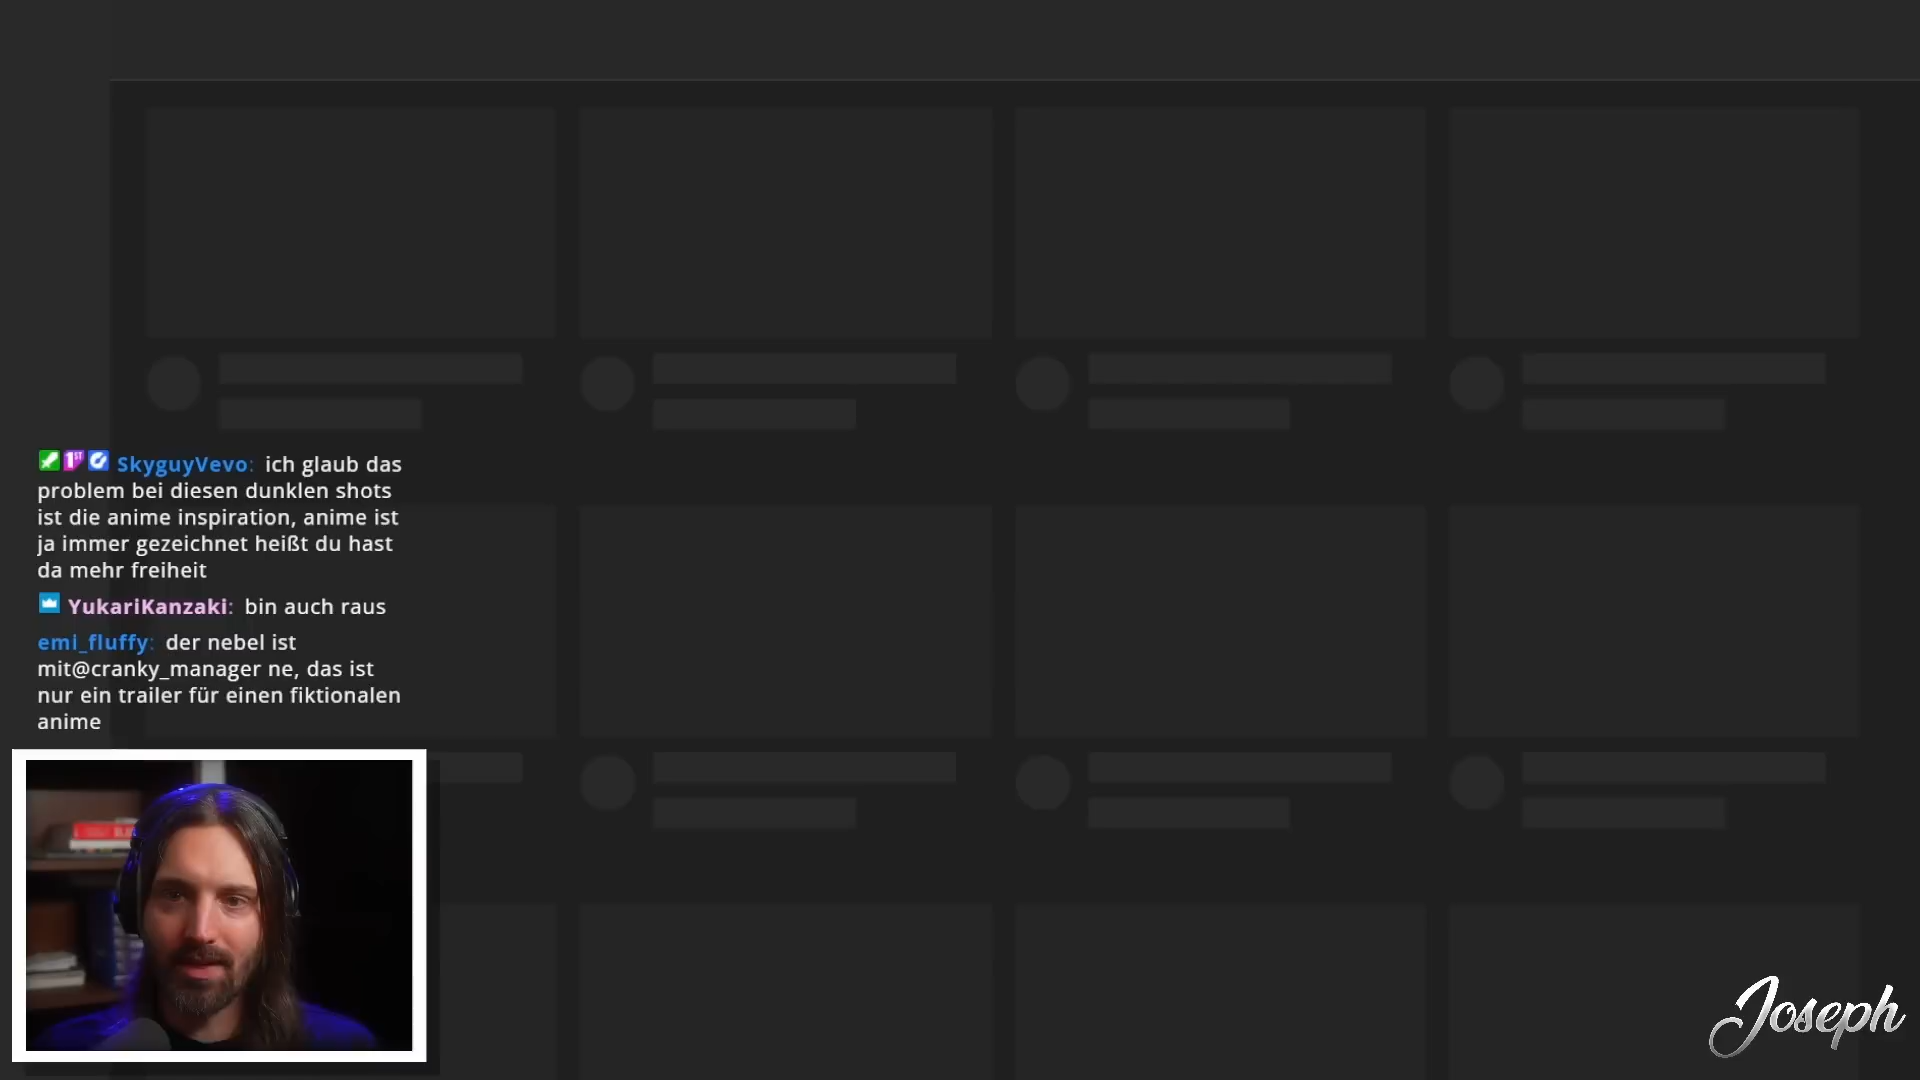 SkyguyVevo: ich glaub das
problem bei diesen dunklen shots
ist die anime inspiration, anime ist
ja immer gezeichnet heißt du hast
da mehr freiheit
YukariKanzaki: bin auch raus
emi_fluffy: der nebel ist
mit@cranky_manager ne, das ist
nur ein trailer für einen fiktionalen
anime
Joseph